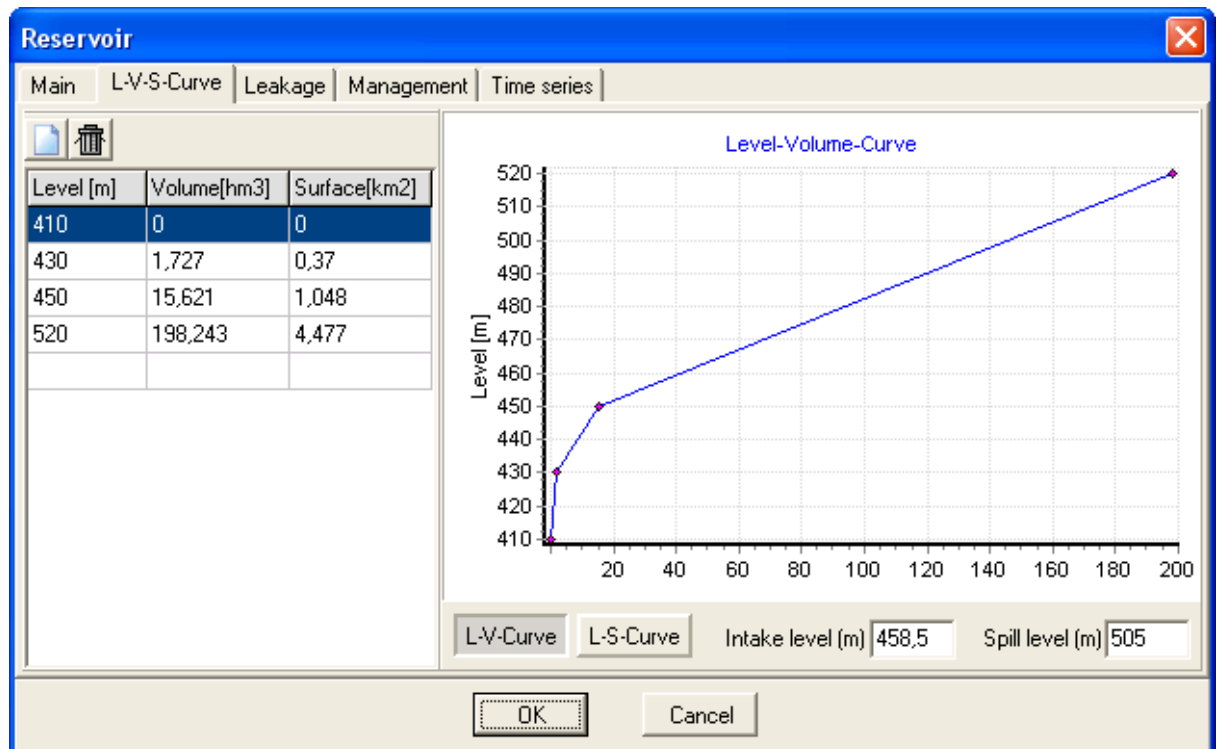 Reservoir
Main L-V-S-Curve Leakage Management Time series
Level [m] Volume[hm3] Surface[km2]
410 0 0
430 1,727 0,37
450 15,621 1,048
520 198,243 4,477
Level-Volume-Curve
520
510
500
490
480
470
460
450
440
430
420
410
Level [m]
20 40 60 80 100 120 140 160 180 200
L-V-Curve L-S-Curve Intake level (m) 458,5 Spill level (m) 505
OK Cancel